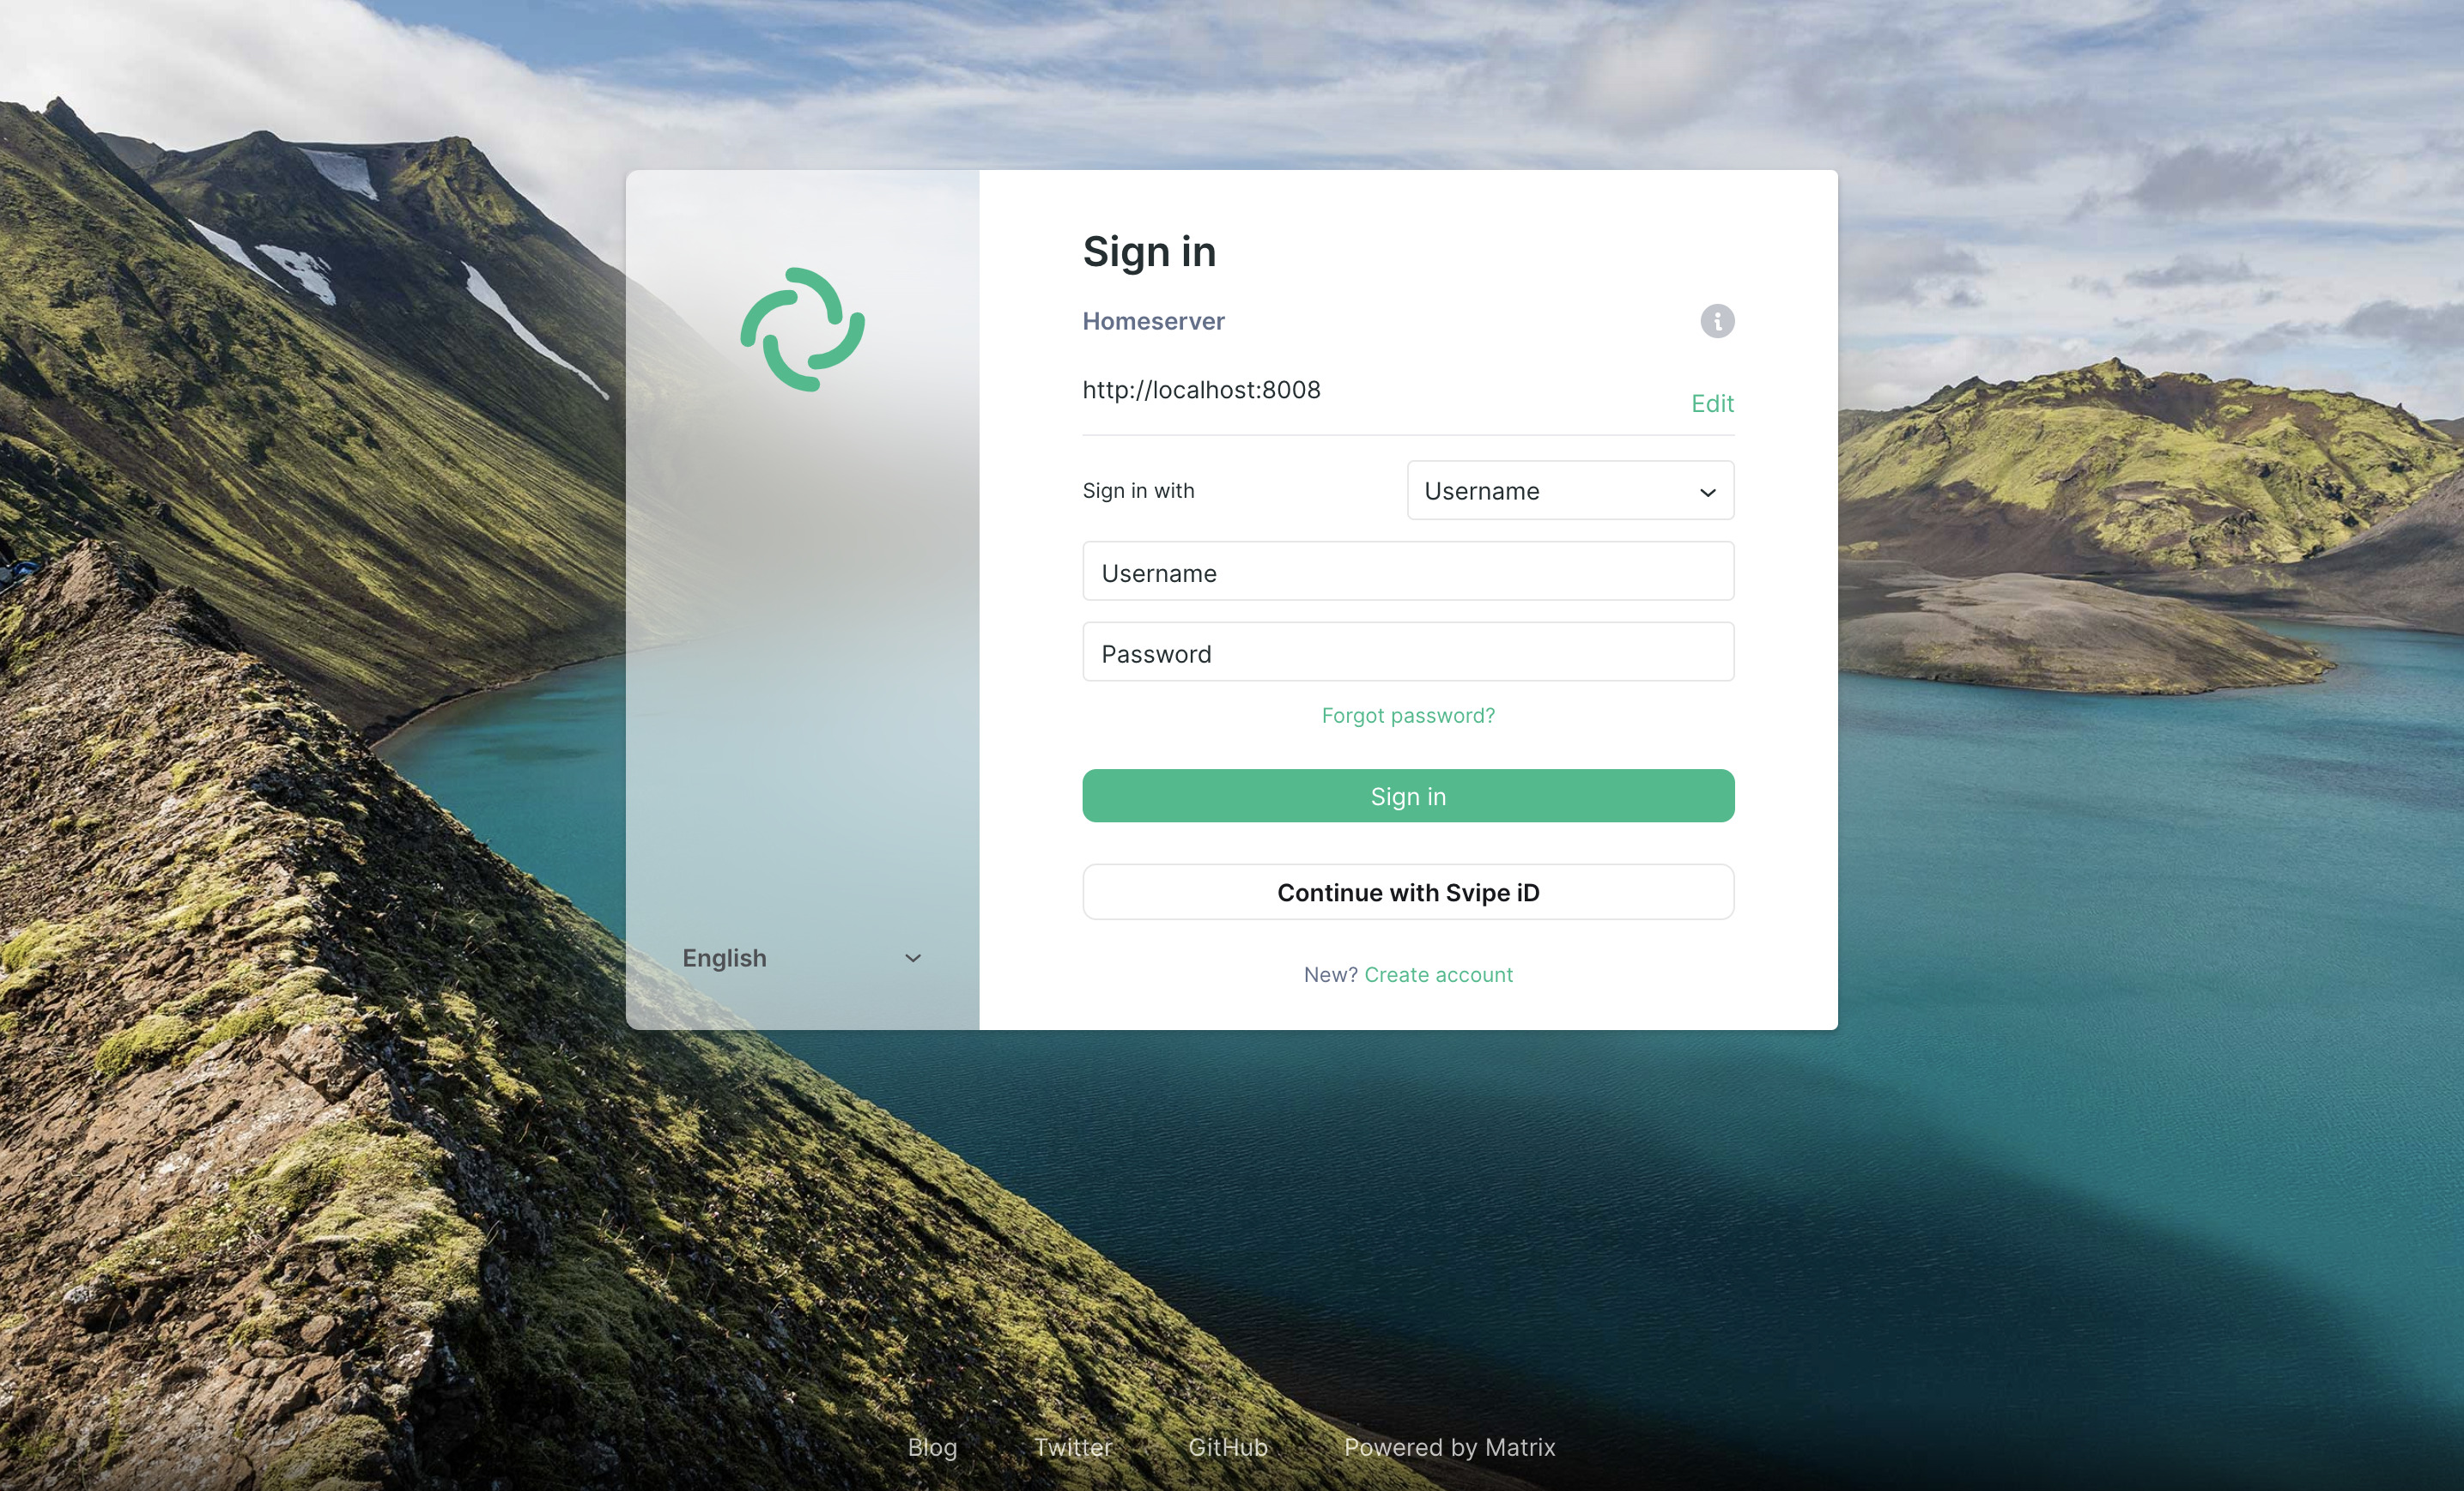 Sign in
Homeserver
http://localhost:8008
Edit
Sign in with
Username
Username
Password
Forgot password?
Sign in
Continue with Svipe iD
New? Create account
English
Blog Twitter GitHub Powered by Matrix